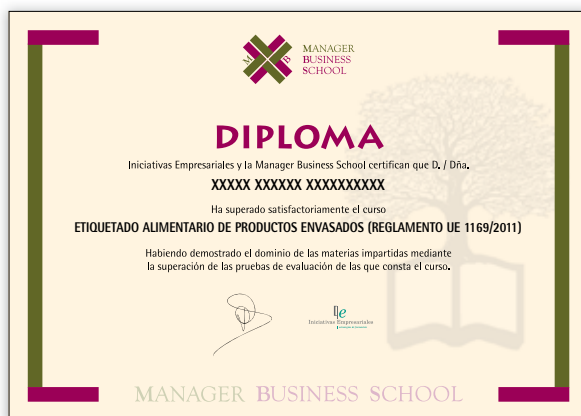 M B
MANAGER
BUSINESS
SCHOOL
DIPLOMA
Iniciativas Empresariales y la Manager Business School certifican que D. / Dña.
XXXXX XXXXXX XXXXXXXXXX
Ha superado satisfactoriamente el curso
ETIQUETADO ALIMENTARIO DE PRODUCTOS ENVASADOS (REGLAMENTO UE 1169/2011)
Habiendo demostrado el dominio de las materias impartidas mediante
la superación de las pruebas de evaluación de las que consta el curso.
Ie
Iniciativas Empresariales
MANAGER BUSINESS SCHOOL